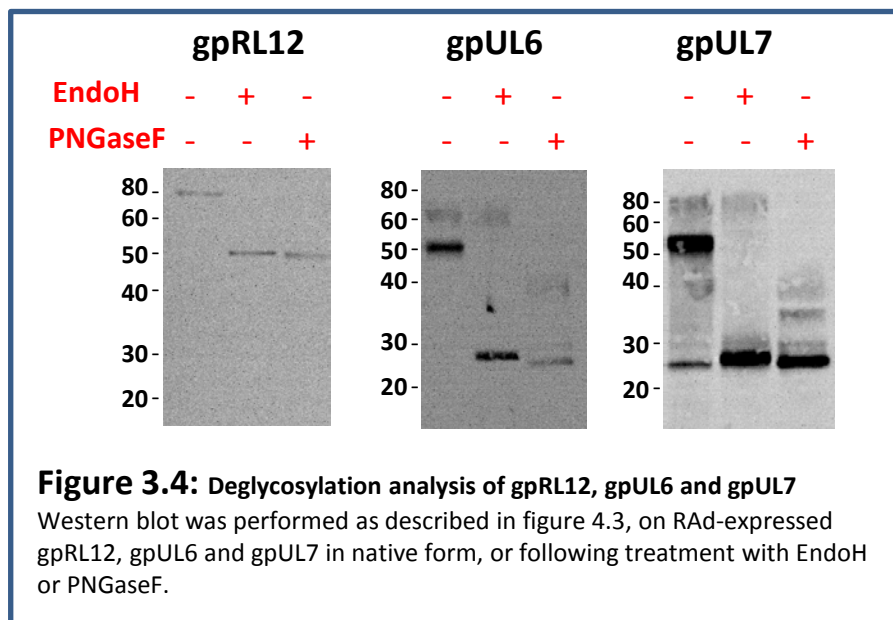 gpRL12 gpUL6 gpUL7
EndoH - + - - + - - + -
PNGaseF - - + - - + - - +
80 - 80 - 80 -
60 - 60 - 60 -
50 - 50 - 50 -
40 - 40 - 40 -
30 - 30 - 30 -
20 - 20 - 20 -
Figure 3.4: Deglycosylation analysis of gpRL12, gpUL6 and gpUL7
Western blot was performed as described in figure 4.3, on RAd-expressed
gpRL12, gpUL6 and gpUL7 in native form, or following treatment with EndoH
or PNGaseF.